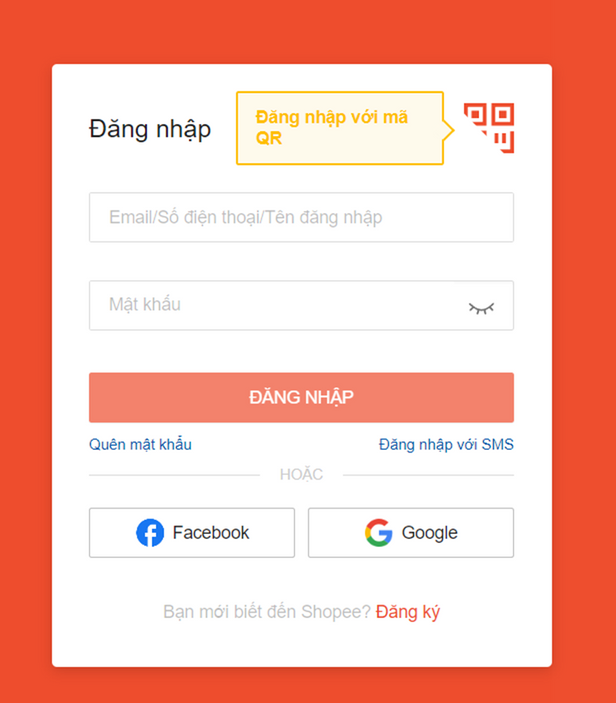 Đăng nhập
Đăng nhập với mã
QR
Email/Số điện thoại/Tên đăng nhập
Mật khẩu
ĐĂNG NHẬP
Quên mật khẩu
Đăng nhập với SMS
HOẶC
Facebook
Google
Bạn mới biết đến Shopee? Đăng ký